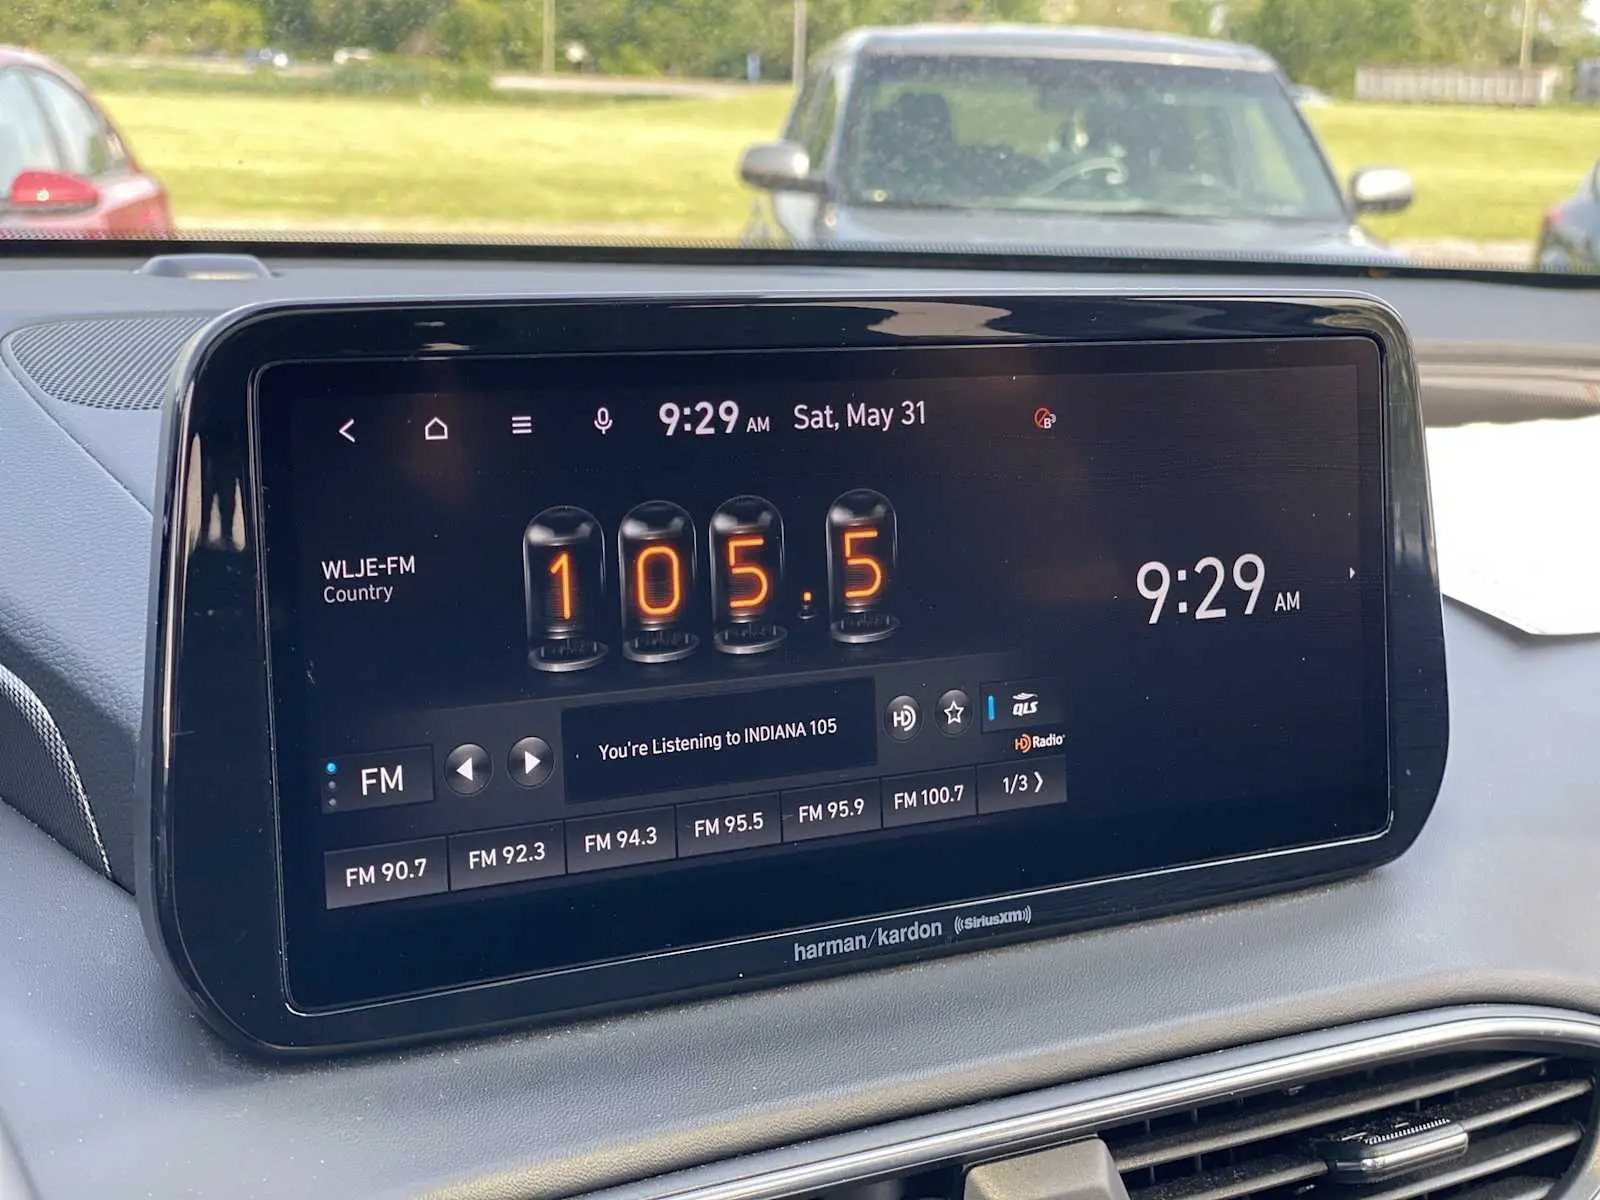 9:29 AM Sat, May 31
B
WLJE-FM
Country
105.5
9:29 AM
You're Listening to INDIANA 105
HD
QLS
HD Radio
FM
FM 90.7 FM 92.3 FM 94.3 FM 95.5 FM 95.9 FM 100.7 1/3 >
harman/kardon ((SiriusXM))